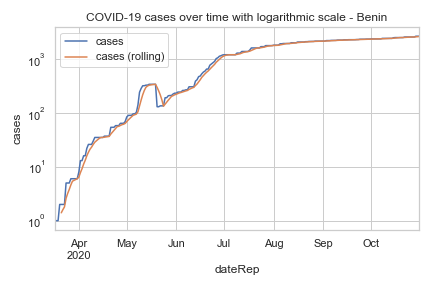 COVID-19 cases over time with logarithmic scale - Benin
cases
cases (rolling)
10³
10²
10¹
10⁰
cases
Apr
2020
May
Jun
Jul
Aug
Sep
Oct
dateRep